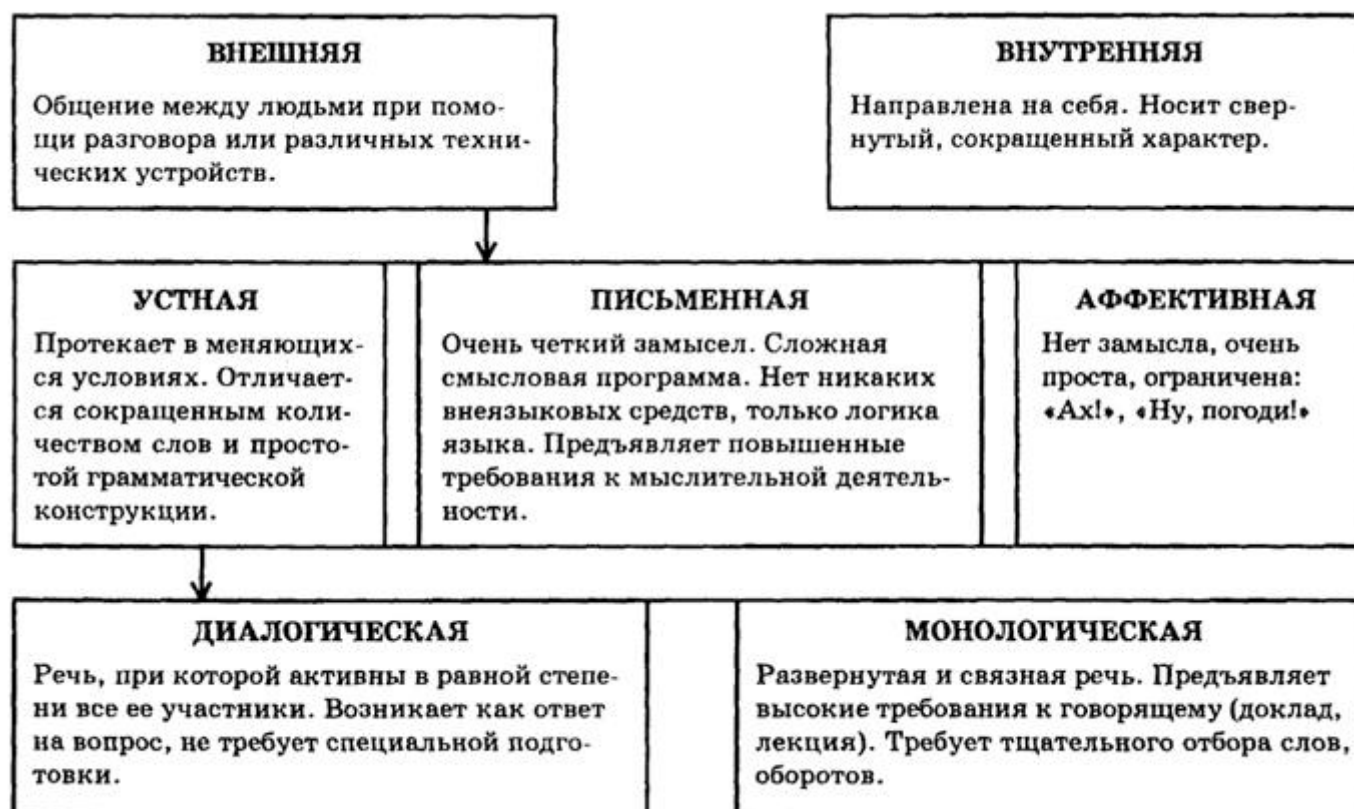 ВНЕШНЯЯ
Общение между людьми при помо-
щи разговора или различных техни-
ческих устройств.
ВНУТРЕННЯЯ
Направлена на себя. Носит свер-
нутый, сокращенный характер.
УСТНАЯ
Протекает в меняющих-
ся условиях. Отличает-
ся сокращенным коли-
чеством слов и просто-
той грамматической
конструкции.
ПИСЬМЕННАЯ
Очень четкий замысел. Сложная
смысловая программа. Нет никаких
внеязыковых средств, только логика
языка. Предъявляет повышенные
требования к мыслительной деятель-
ности.
АФФЕКТИВНАЯ
Нет замысла, очень
проста, ограничена:
«Ах!», «Ну, погоди!»
ДИАЛОГИЧЕСКАЯ
Речь, при которой активны в равной степе-
ни все ее участники. Возникает как ответ
на вопрос, не требует специальной подго-
товки.
МОНОЛОГИЧЕСКАЯ
Развернутая и связная речь. Предъявляет
высокие требования к говорящему (доклад,
лекция). Требует тщательного отбора слов,
оборотов.